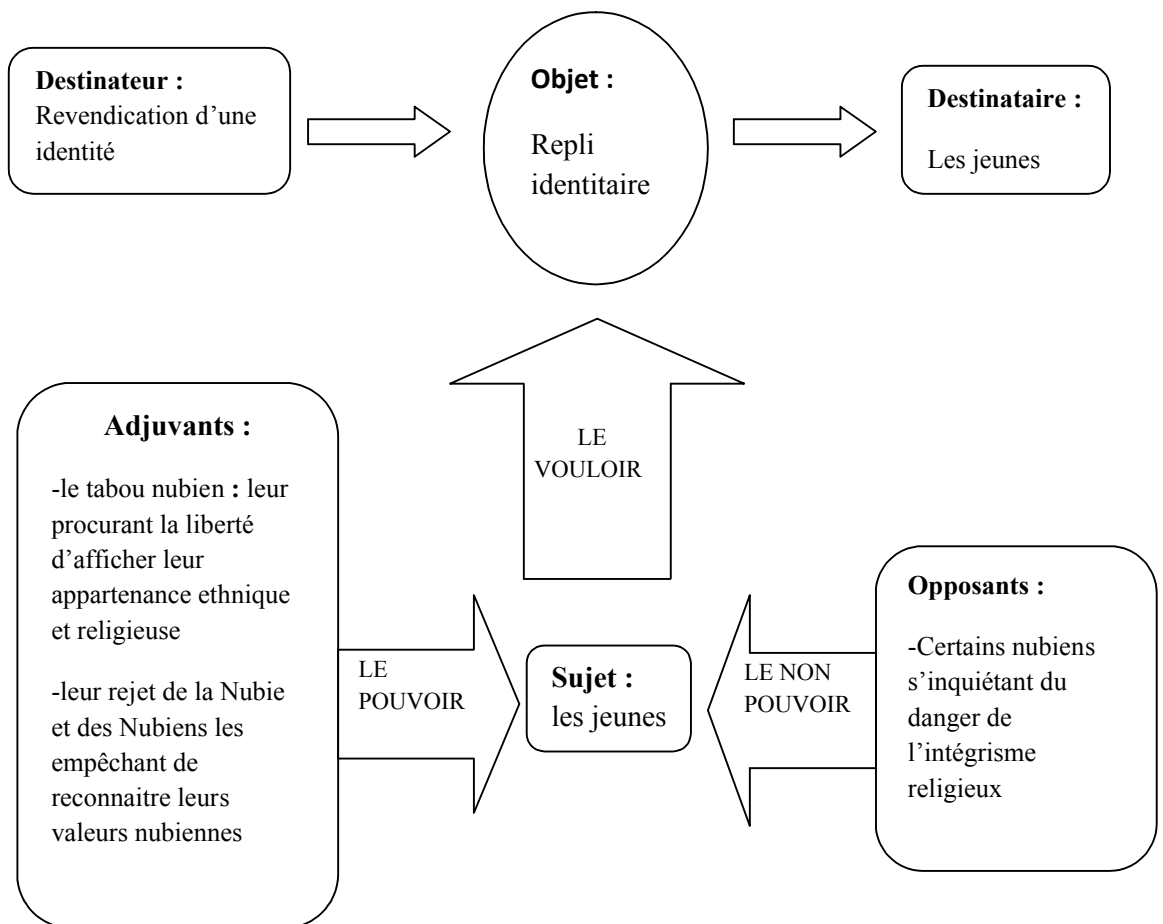 Destinateur :
Revendication d’une
identité
Objet :
Repli
identitaire
Destinataire :
Les jeunes
LE
VOULOIR
Adjuvants :
-le tabou nubien : leur
procurant la liberté
d’afficher leur
appartenance ethnique
et religieuse
-leur rejet de la Nubie
et des Nubiens les
empêchant de
reconnaitre leurs
valeurs nubiennes
LE
POUVOIR
Sujet :
les jeunes
LE NON
POUVOIR
Opposants :
-Certains nubiens
s’inquiétant du
danger de
l’intégrisme
religieux